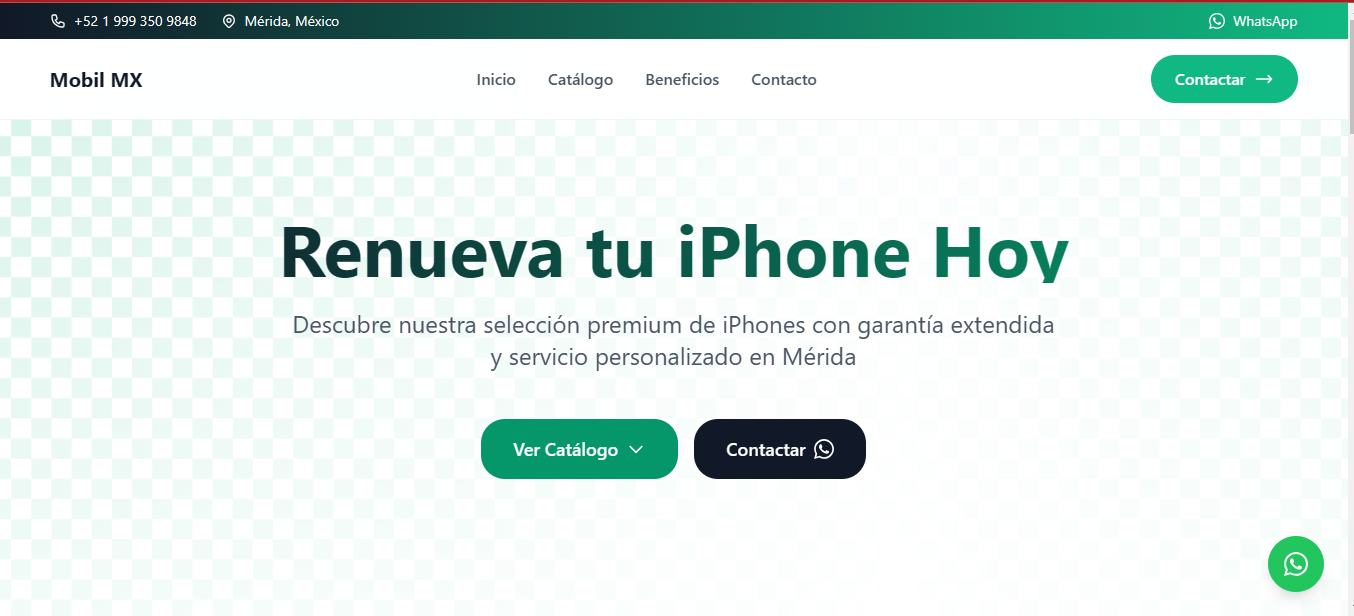 +52 1 999 350 9848 Mérida, México WhatsApp
Mobil MX Inicio Catálogo Beneficios Contacto Contactar →
Renueva tu iPhone Hoy
Descubre nuestra selección premium de iPhones con garantía extendida
y servicio personalizado en Mérida
Ver Catálogo Contactar